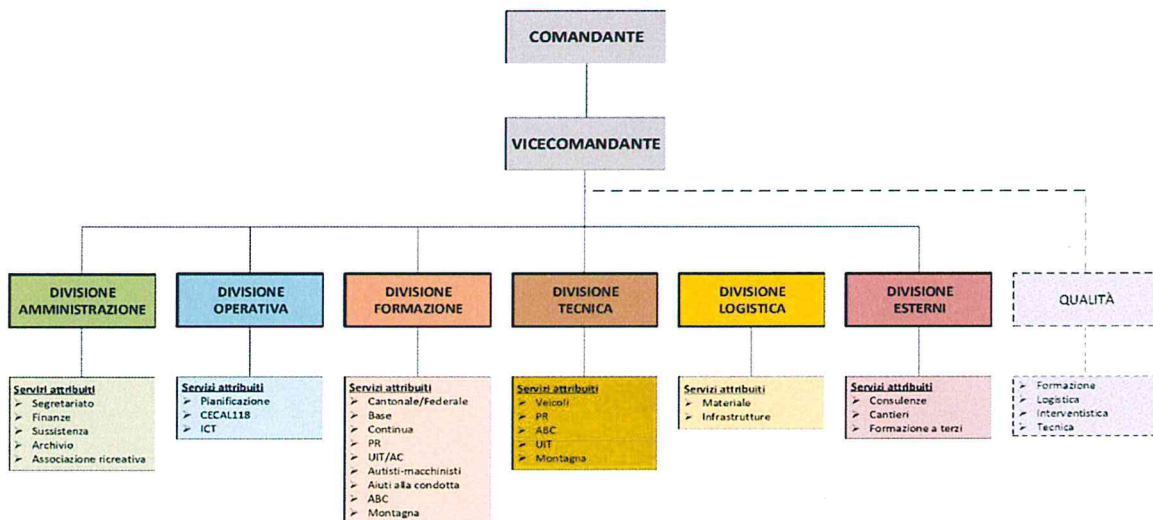 COMANDANTE
VICECOMANDANTE
DIVISIONE
AMMINISTRAZIONE
DIVISIONE
OPERATIVA
DIVISIONE
FORMAZIONE
DIVISIONE
TECNICA
DIVISIONE
LOGISTICA
DIVISIONE
ESTERNI
QUALITÀ
Servizi attribuiti
Segretariato
Finanze
Sussistenza
Archivio
Associazione ricreativa
Servizi attribuiti
Pianificazione
CECAL118
ICT
Servizi attribuiti
Cantonale/Federale
Base
Continua
PR
UIT/AC
Autisti-macchinisti
Aiuti alla condotta
ABC
Montagna
Servizi attribuiti
Veicoli
PR
ABC
UIT
Montagna
Servizi attribuiti
Materiale
Infrastrutture
Servizi attribuiti
Consulenze
Cantieri
Formazione a terzi
Formazione
Logistica
Interventistica
Tecnica